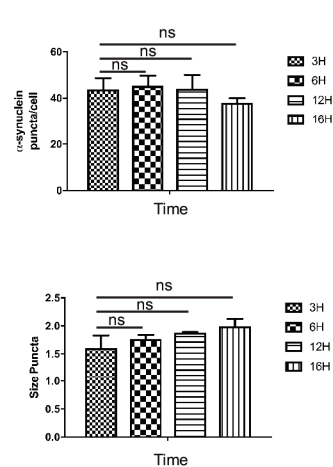 ns
ns
ns
60
40
20
0
α-synuclein
puncta/cell
Time
3H
6H
12H
16H
ns
ns
ns
2.5
2.0
1.5
1.0
0.5
0.0
Size Puncta
Time
3H
6H
12H
16H